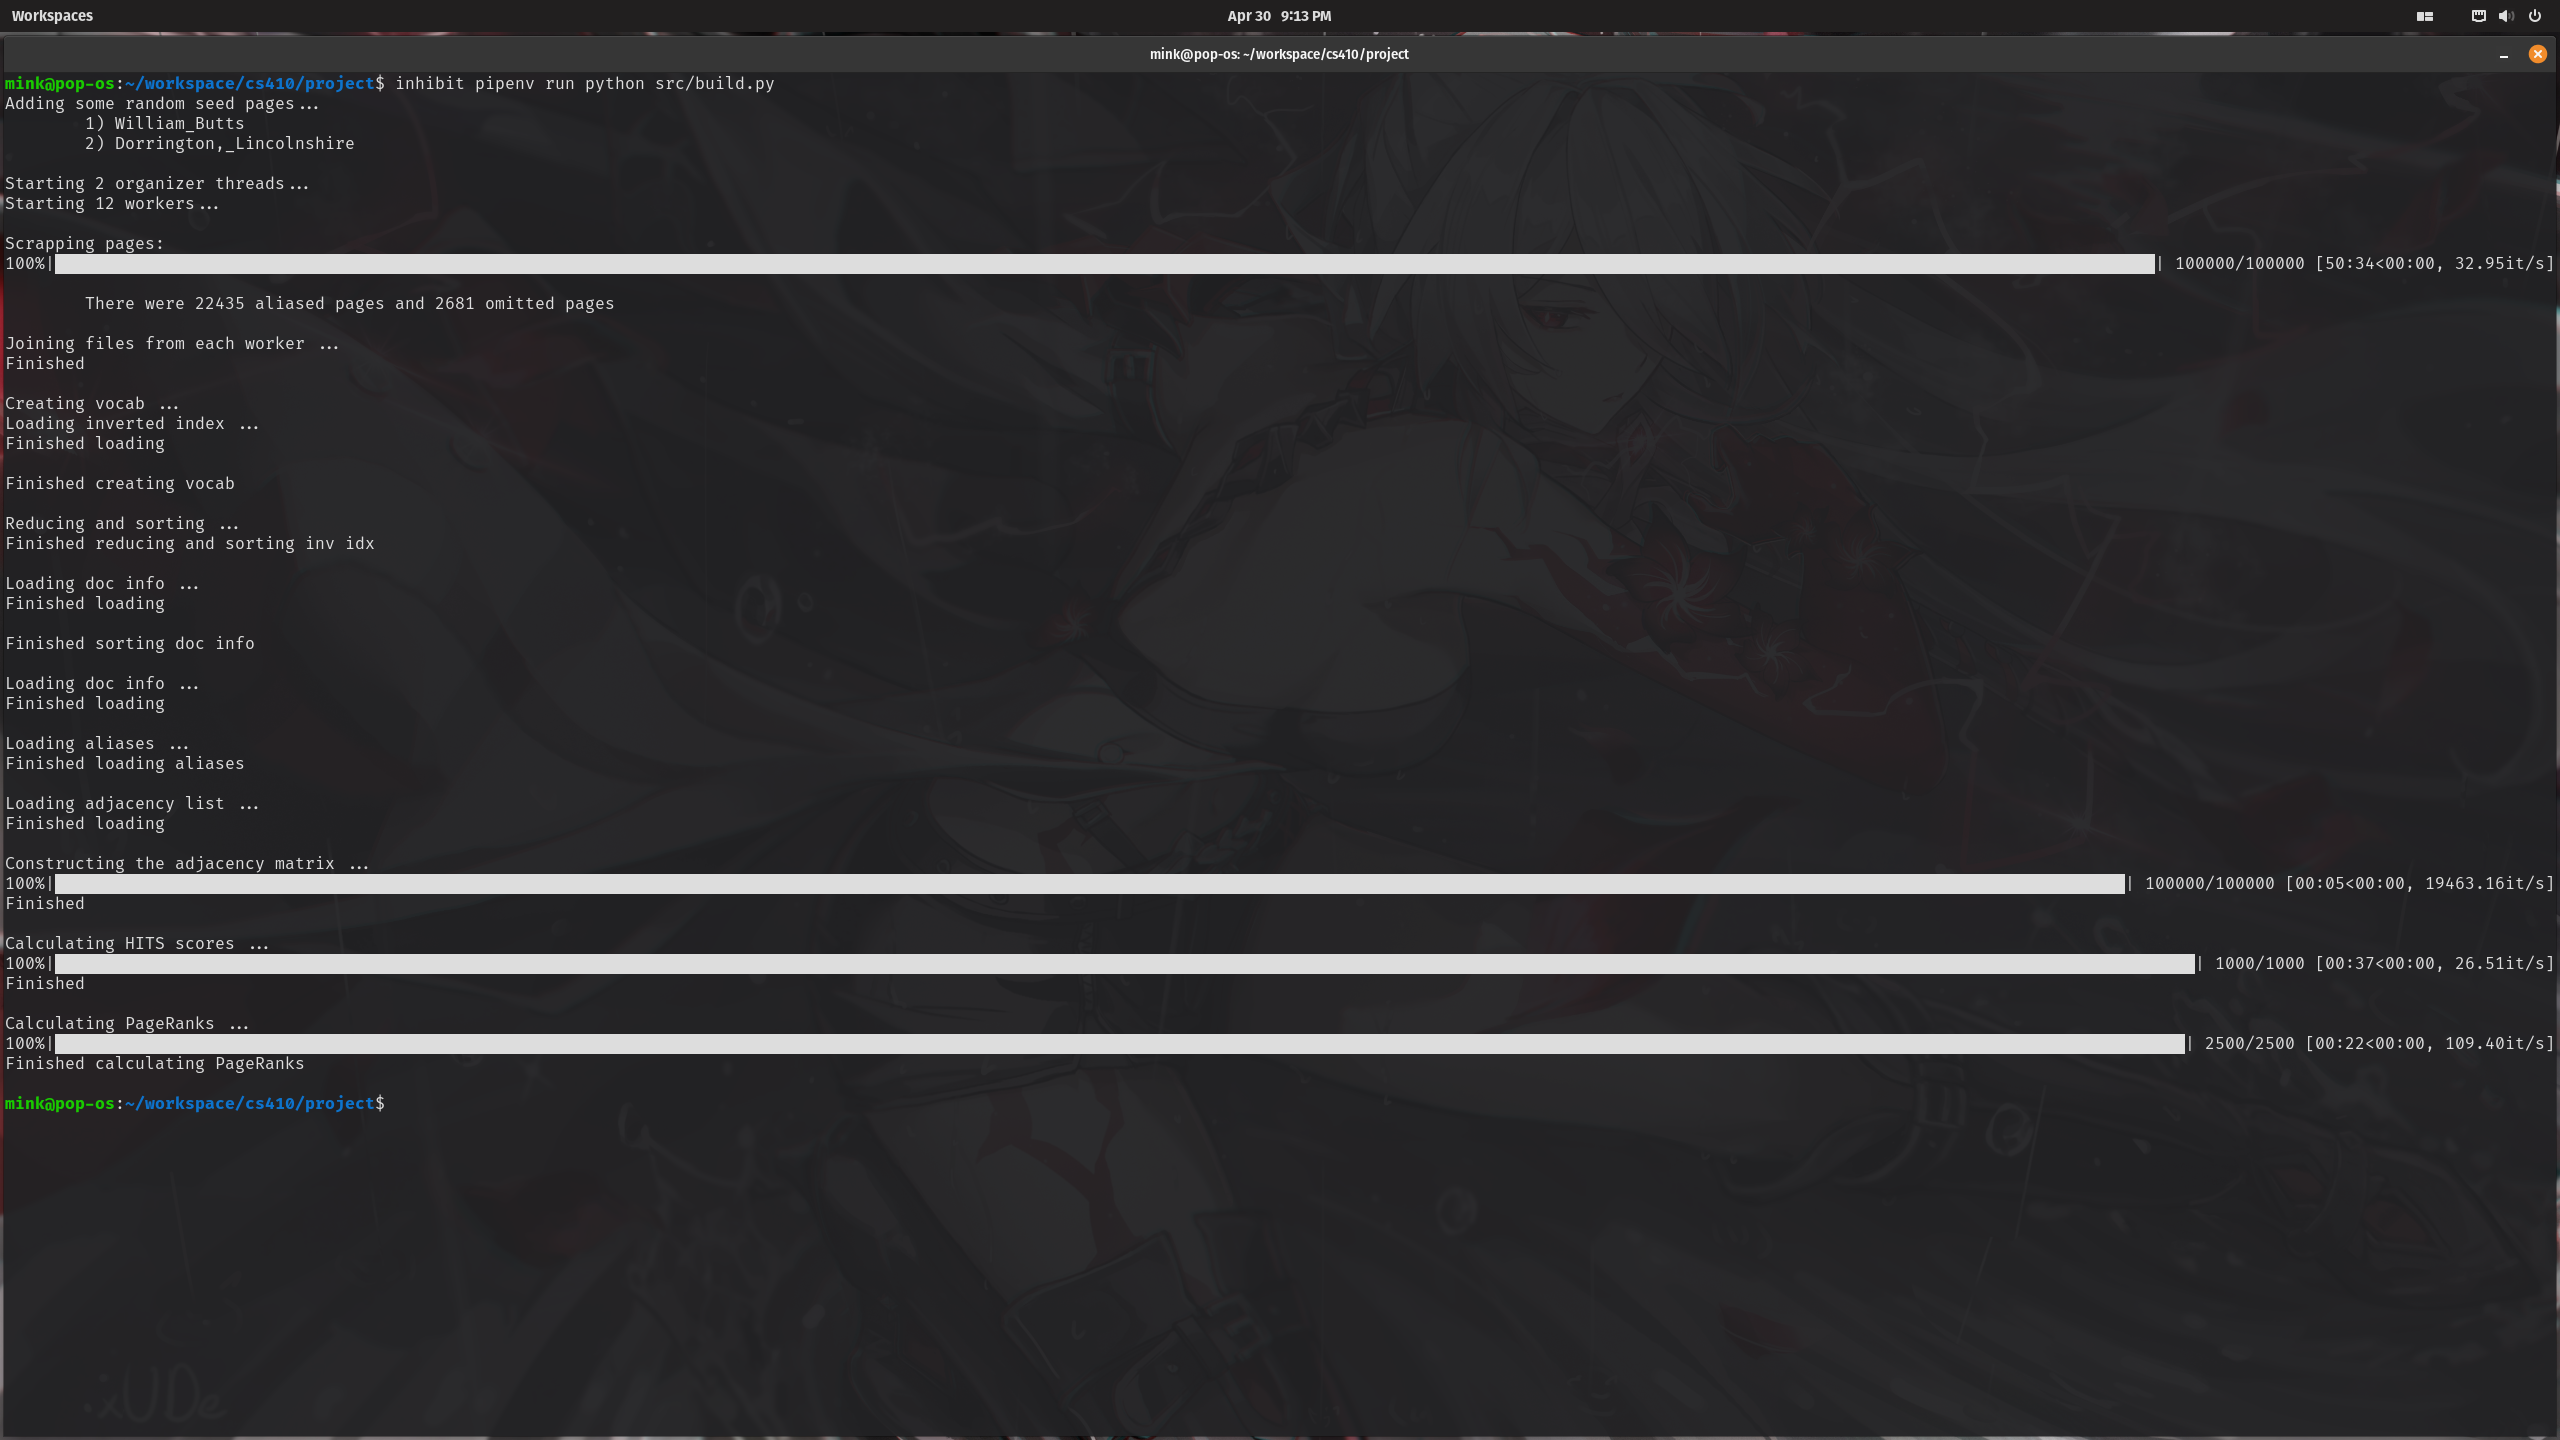 Workspaces
Apr 30 9:13 PM
mink@pop-os: ~/workspace/cs410/project
mink@pop-os:~/workspace/cs410/project$ inhibit pipenv run python src/build.py
Adding some random seed pages...
1) William_Butts
2) Dorrington,_Lincolnshire
Starting 2 organizer threads...
Starting 12 workers...
Scrapping pages:
100%| | 100000/100000 [50:34<00:00, 32.95it/s]
There were 22435 aliased pages and 2681 omitted pages
Joining files from each worker ...
Finished
Creating vocab ...
Loading inverted index ...
Finished loading
Finished creating vocab
Reducing and sorting ...
Finished reducing and sorting inv idx
Loading doc info ...
Finished loading
Finished sorting doc info
Loading doc info ...
Finished loading
Loading aliases ...
Finished loading aliases
Loading adjacency list ...
Finished loading
Constructing the adjacency matrix ...
100%| | 100000/100000 [00:05<00:00, 19463.16it/s]
Finished
Calculating HITS scores ...
100%| | 1000/1000 [00:37<00:00, 26.51it/s]
Finished
Calculating PageRanks ...
100%| | 2500/2500 [00:22<00:00, 109.40it/s]
Finished calculating PageRanks
mink@pop-os:~/workspace/cs410/project$